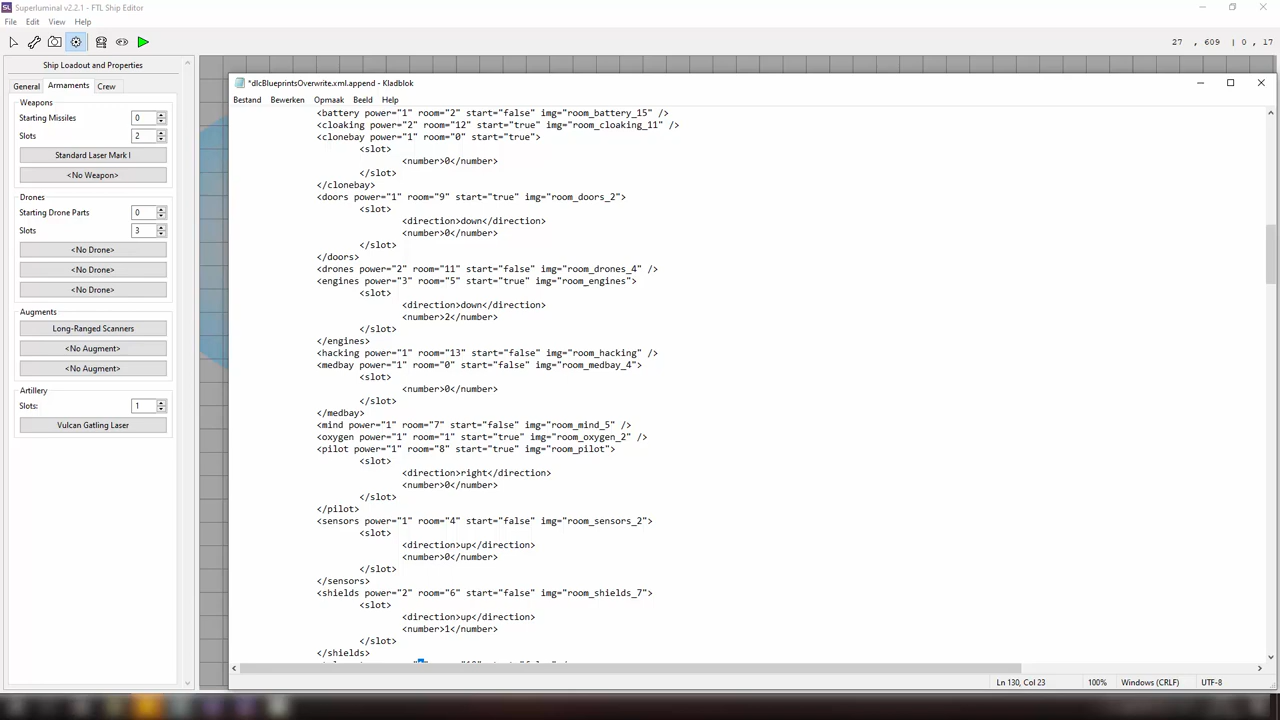 Superluminal v2.2.1 - FTL Ship Editor
File Edit View Help
27 , 609 | 0 , 17
Ship Loadout and Properties
General Armaments Crew
Weapons
Starting Missiles 0
Slots 2
Standard Laser Mark I
<No Weapon>
Drones
Starting Drone Parts 0
Slots 3
<No Drone>
<No Drone>
<No Drone>
Augments
Long-Ranged Scanners
<No Augment>
<No Augment>
Artillery
Slots: 1
Vulcan Gatling Laser
*dlcBlueprintsOverwrite.xml.append - Kladblok
Bestand Bewerken Opmaak Beeld Help
<battery power="1" room="2" start="false" img="room_battery_15" />
<cloaking power="2" room="12" start="true" img="room_cloaking_11" />
<clonebay power="1" room="0" start="true">
<slot>
<number>0</number>
</slot>
</clonebay>
<doors power="1" room="9" start="true" img="room_doors_2">
<slot>
<direction>down</direction>
<number>0</number>
</slot>
</doors>
<drones power="2" room="11" start="false" img="room_drones_4" />
<engines power="3" room="5" start="true" img="room_engines">
<slot>
<direction>down</direction>
<number>2</number>
</slot>
</engines>
<hacking power="1" room="13" start="false" img="room_hacking" />
<medbay power="1" room="0" start="false" img="room_medbay_4">
<slot>
<number>0</number>
</slot>
</medbay>
<mind power="1" room="7" start="false" img="room_mind_5" />
<oxygen power="1" room="1" start="true" img="room_oxygen_2" />
<pilot power="1" room="8" start="true" img="room_pilot">
<slot>
<direction>right</direction>
<number>0</number>
</slot>
</pilot>
<sensors power="1" room="4" start="false" img="room_sensors_2">
<slot>
<direction>up</direction>
<number>0</number>
</slot>
</sensors>
<shields power="2" room="6" start="false" img="room_shields_7">
<slot>
<direction>up</direction>
<number>1</number>
</slot>
</shields>
Ln 130, Col 23 100% Windows (CRLF) UTF-8